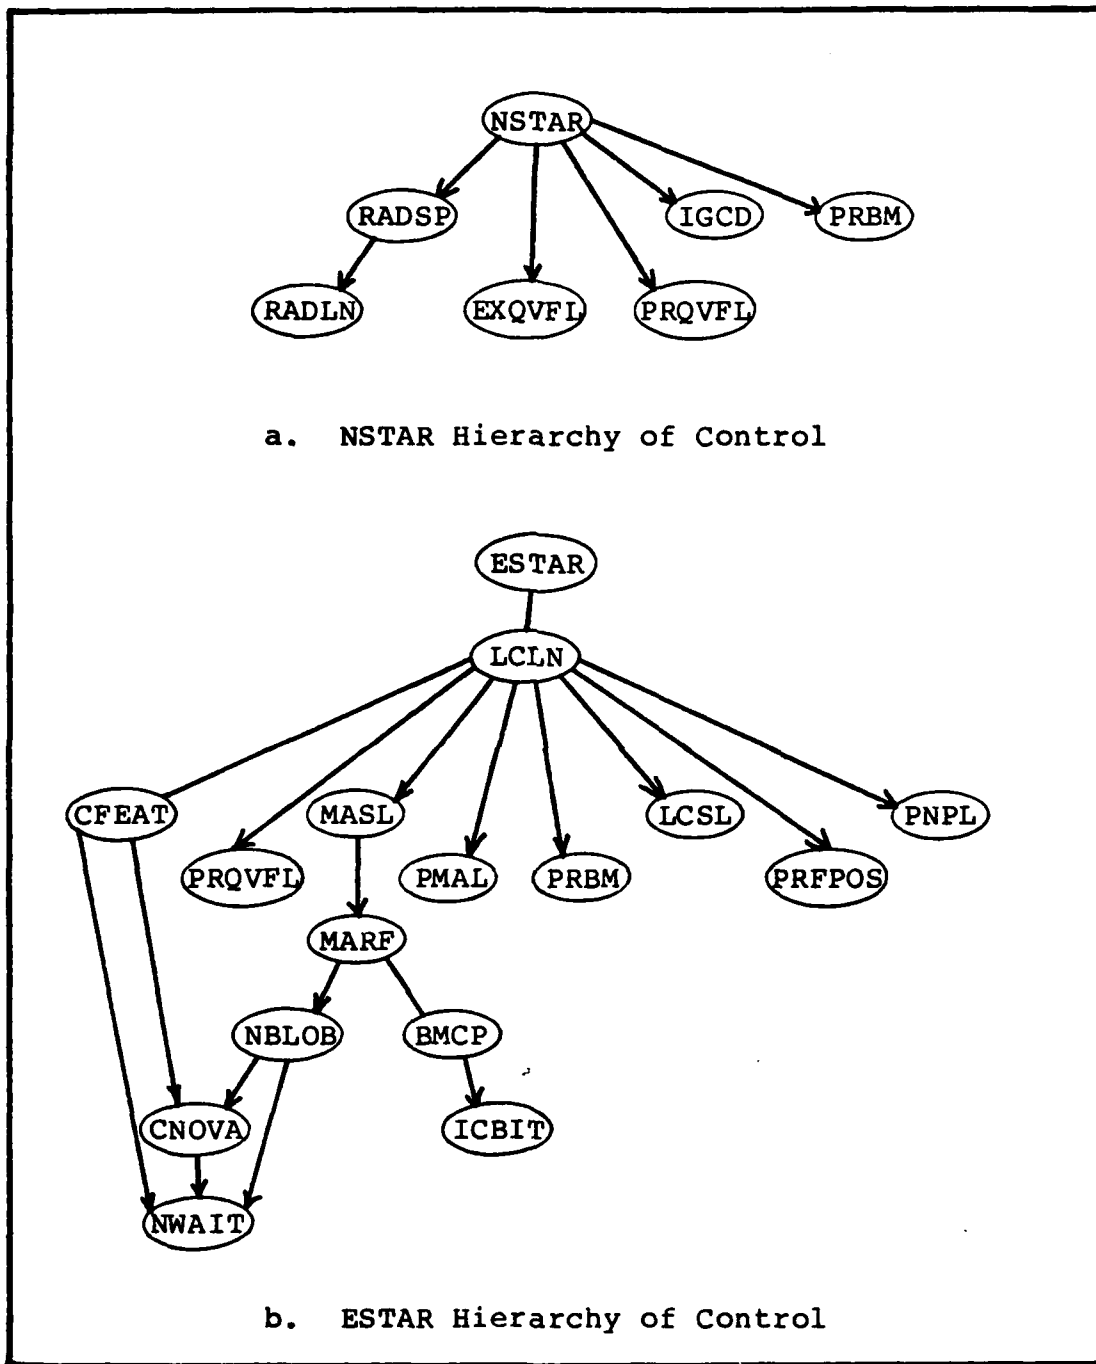 NSTAR
RADSP
IGCD
PRBM
RADLN
EXQVFL
PRQVFL
a. NSTAR Hierarchy of Control
ESTAR
LCLN
CFEAT
MASL
LCSL
PNPL
PRQVFL
PMAL
PRBM
PRFPOS
MARF
NBLOB
BMCP
CNOVA
ICBIT
NWAIT
b. ESTAR Hierarchy of Control